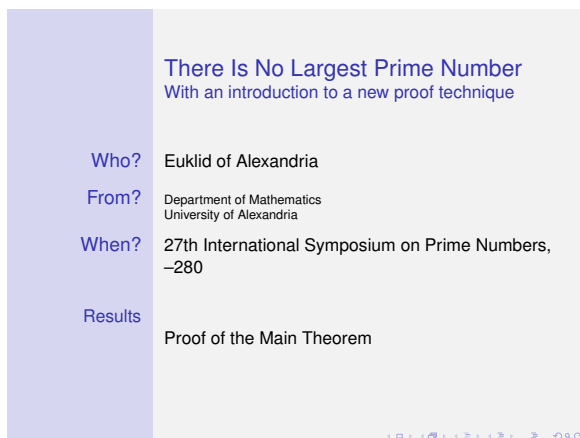 There Is No Largest Prime Number
With an introduction to a new proof technique
Who? Euklid of Alexandria
From? Department of Mathematics
University of Alexandria
When? 27th International Symposium on Prime Numbers,
–280
Results
Proof of the Main Theorem